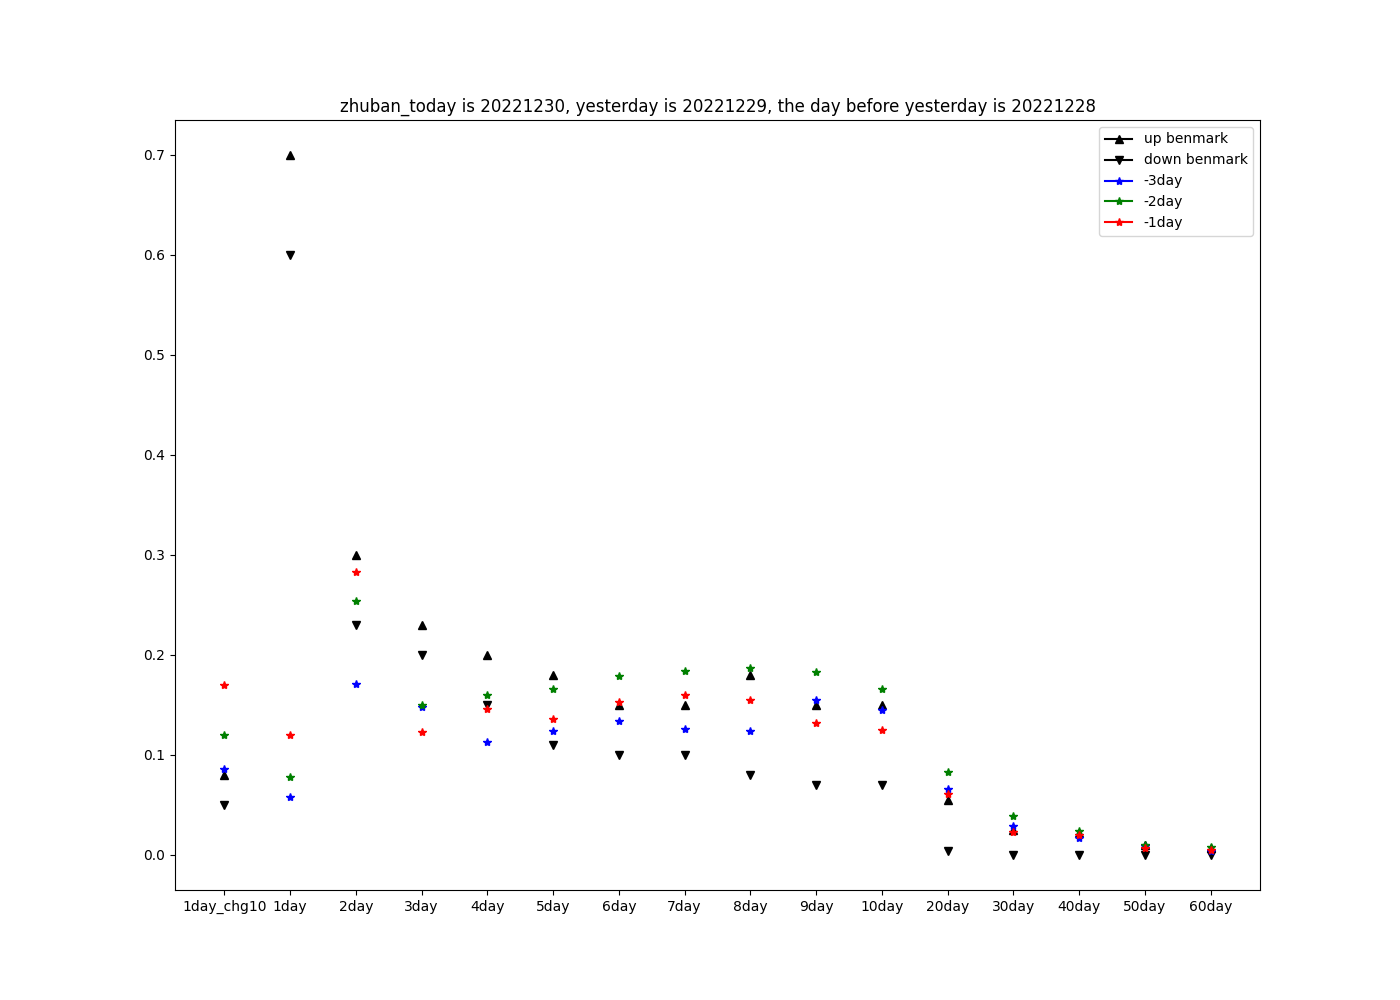 zhuban_today is 20221230, yesterday is 20221229, the day before yesterday is 20221228
up benmark
down benmark
-3day
-2day
-1day
0.7
0.6
0.5
0.4
0.3
0.2
0.1
0.0
1day_chg10 1day 2day 3day 4day 5day 6day 7day 8day 9day 10day 20day 30day 40day 50day 60day